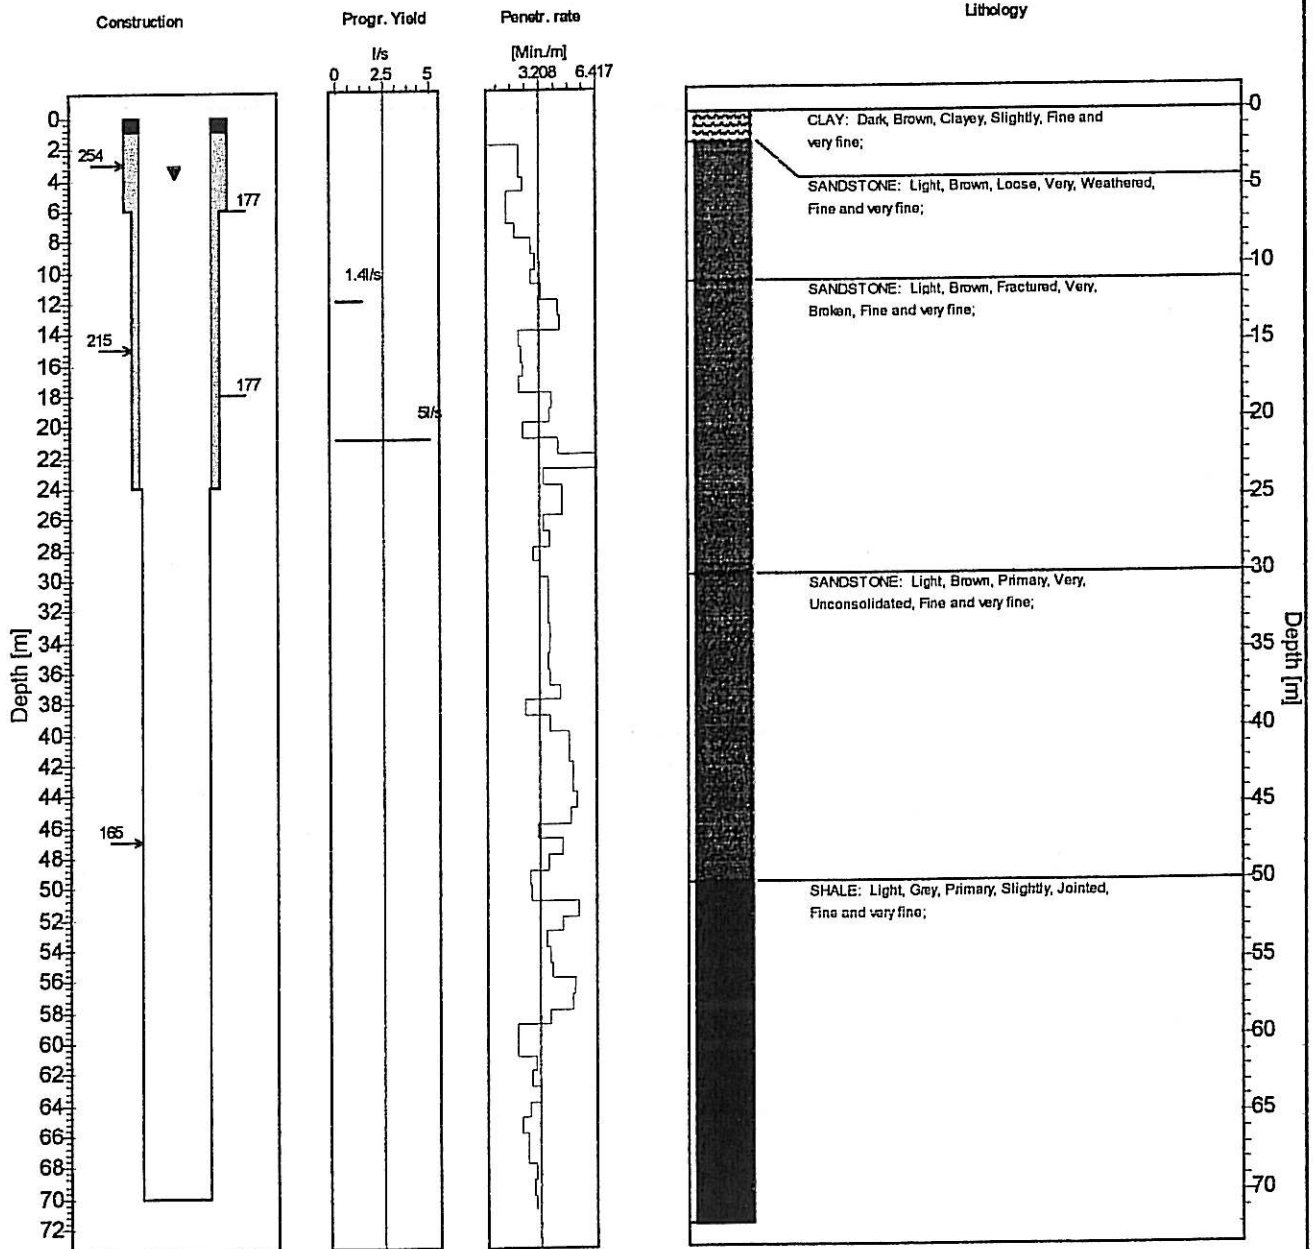 Construction
Progr. Yield
Penetr. rate
Lithology
l/s
[Min./m]
0 2.5 5
3.208 6.417
0
2
4
6
8
10
12
14
16
18
20
22
24
26
28
30
32
34
36
38
40
42
44
46
48
50
52
54
56
58
60
62
64
66
68
70
72
Depth [m]
254
177
215
177
165
1.4l/s
5l/s
CLAY: Dark, Brown, Clayey, Slightly, Fine and
very fine;
SANDSTONE: Light, Brown, Loose, Very, Weathered,
Fine and very fine;
SANDSTONE: Light, Brown, Fractured, Very,
Broken, Fine and very fine;
SANDSTONE: Light, Brown, Primary, Very,
Unconsolidated, Fine and very fine;
SHALE: Light, Grey, Primary, Slightly, Jointed,
Fine and very fine;
0
5
10
15
20
25
30
35
40
45
50
55
60
65
70
Depth [m]